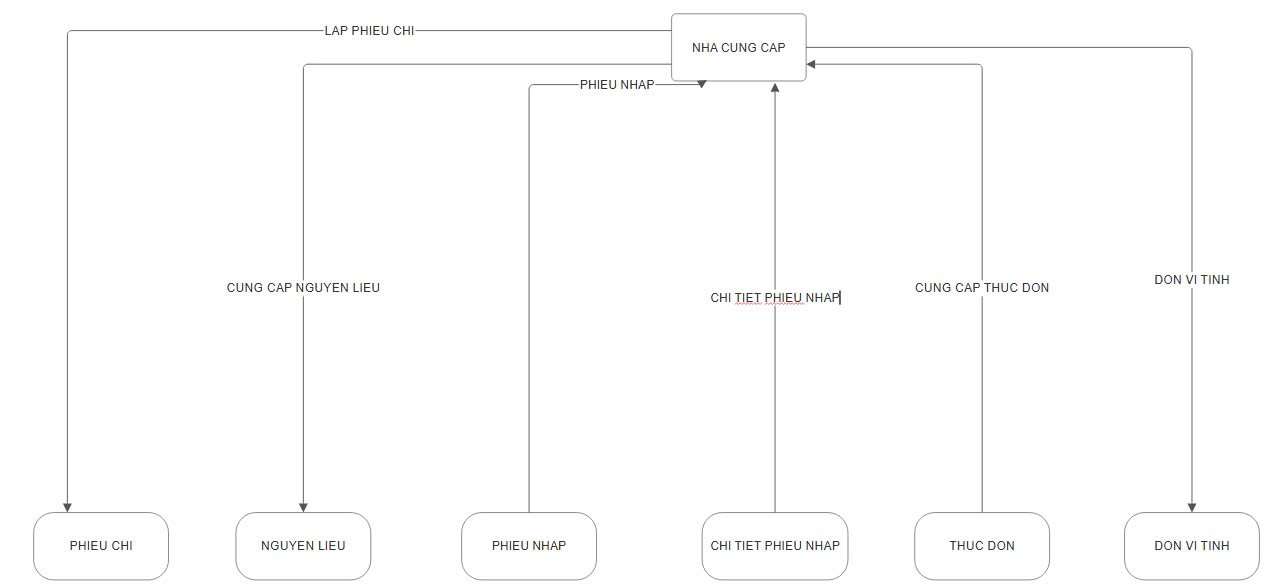 LAP PHIEU CHI
NHA CUNG CAP
PHIEU NHAP
CUNG CAP NGUYEN LIEU
CHI TIET PHIEU NHAP
CUNG CAP THUC DON
DON VI TINH
PHIEU CHI
NGUYEN LIEU
PHIEU NHAP
CHI TIET PHIEU NHAP
THUC DON
DON VI TINH